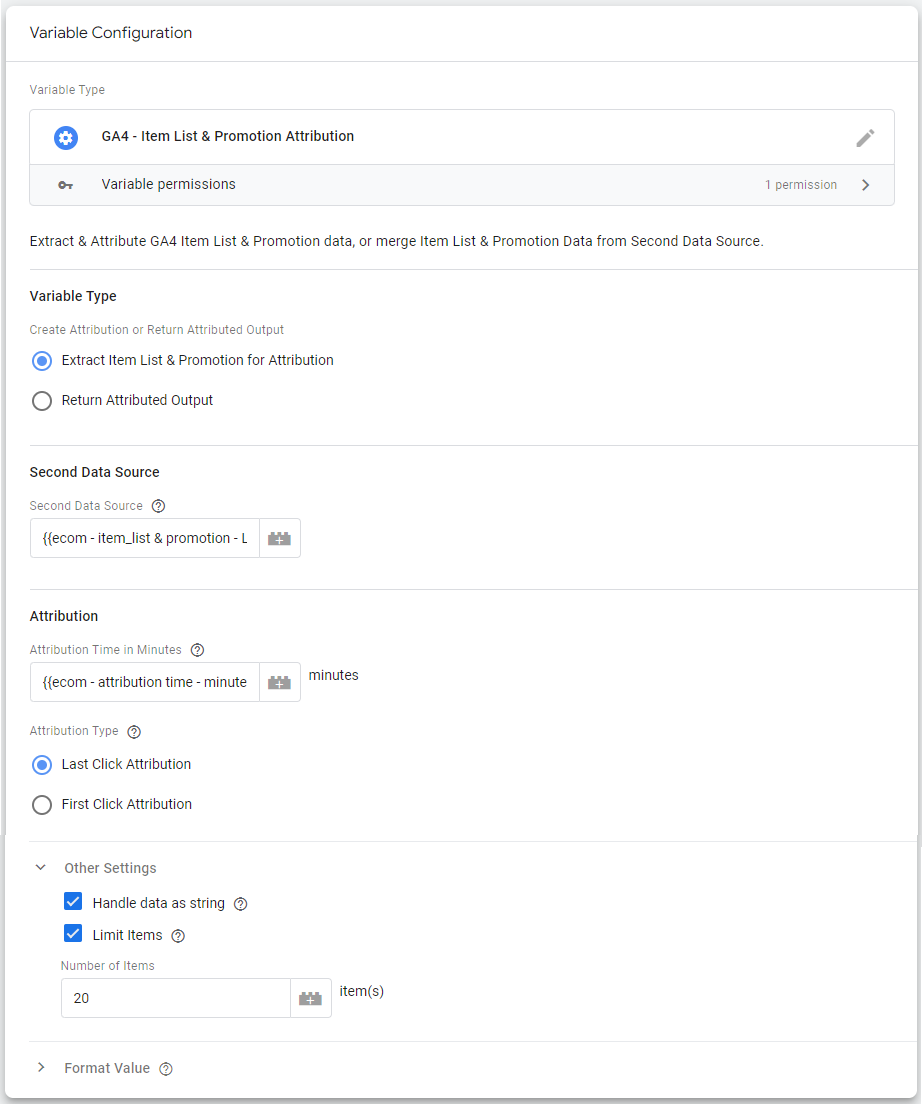 Variable Configuration
Variable Type
GA4 - Item List & Promotion Attribution
Variable permissions 1 permission
Extract & Attribute GA4 Item List & Promotion data, or merge Item List & Promotion Data from Second Data Source.
Variable Type
Create Attribution or Return Attributed Output
Extract Item List & Promotion for Attribution
Return Attributed Output
Second Data Source
Second Data Source
{{ecom - item_list & promotion - L
Attribution
Attribution Time in Minutes
{{ecom - attribution time - minute minutes
Attribution Type
Last Click Attribution
First Click Attribution
Other Settings
Handle data as string
Limit Items
Number of Items
20 item(s)
Format Value